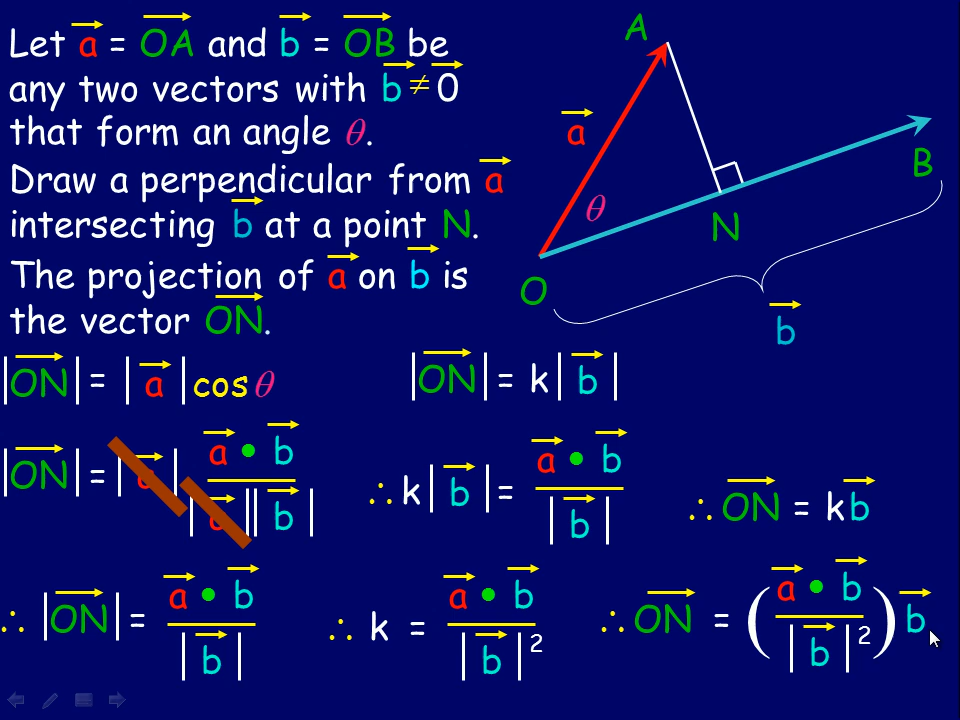 Let a = OA and b = OB be
any two vectors with b ≠ 0
that form an angle θ.
Draw a perpendicular from a
intersecting b at a point N.
The projection of a on b is
the vector ON.
A
a
B
θ
N
O
b
|ON| = |a| cos θ
|ON| = k|b|
|ON| = |a| a • b / |a||b|
∴ k|b| = a • b / |b|
∴ ON = kb
∴ |ON| = a • b / |b|
∴ k = a • b / |b|²
∴ ON = (a • b / |b|²) b